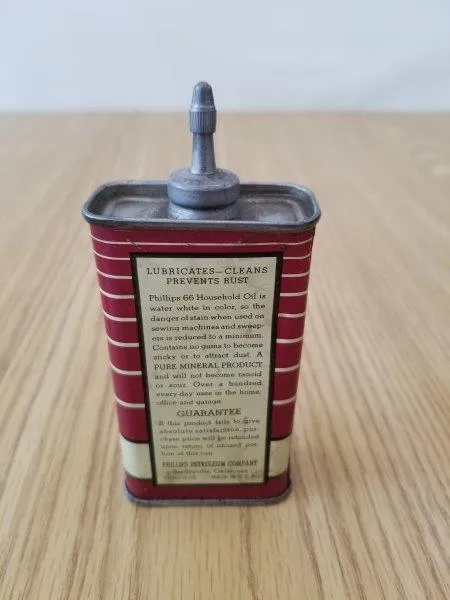 LUBRICATES—CLEANS
PREVENTS RUST
Phillips 66 Household Oil is
water white in color, so the
danger of stain when used on
sewing machines and sweep-
ers is reduced to a minimum.
Contains no gums to become
sticky or to attract dust. A
PURE MINERAL PRODUCT
and will not become rancid
or sour. Over a hundred
every-day uses in the home,
office and garage.
GUARANTEE
If this product fails to give
absolute satisfaction, pur-
chase price will be refunded
upon return of unused por-
tion of this can
PHILLIPS PETROLEUM COMPANY
Bartlesville, Oklahoma
MADE IN U.S.A.